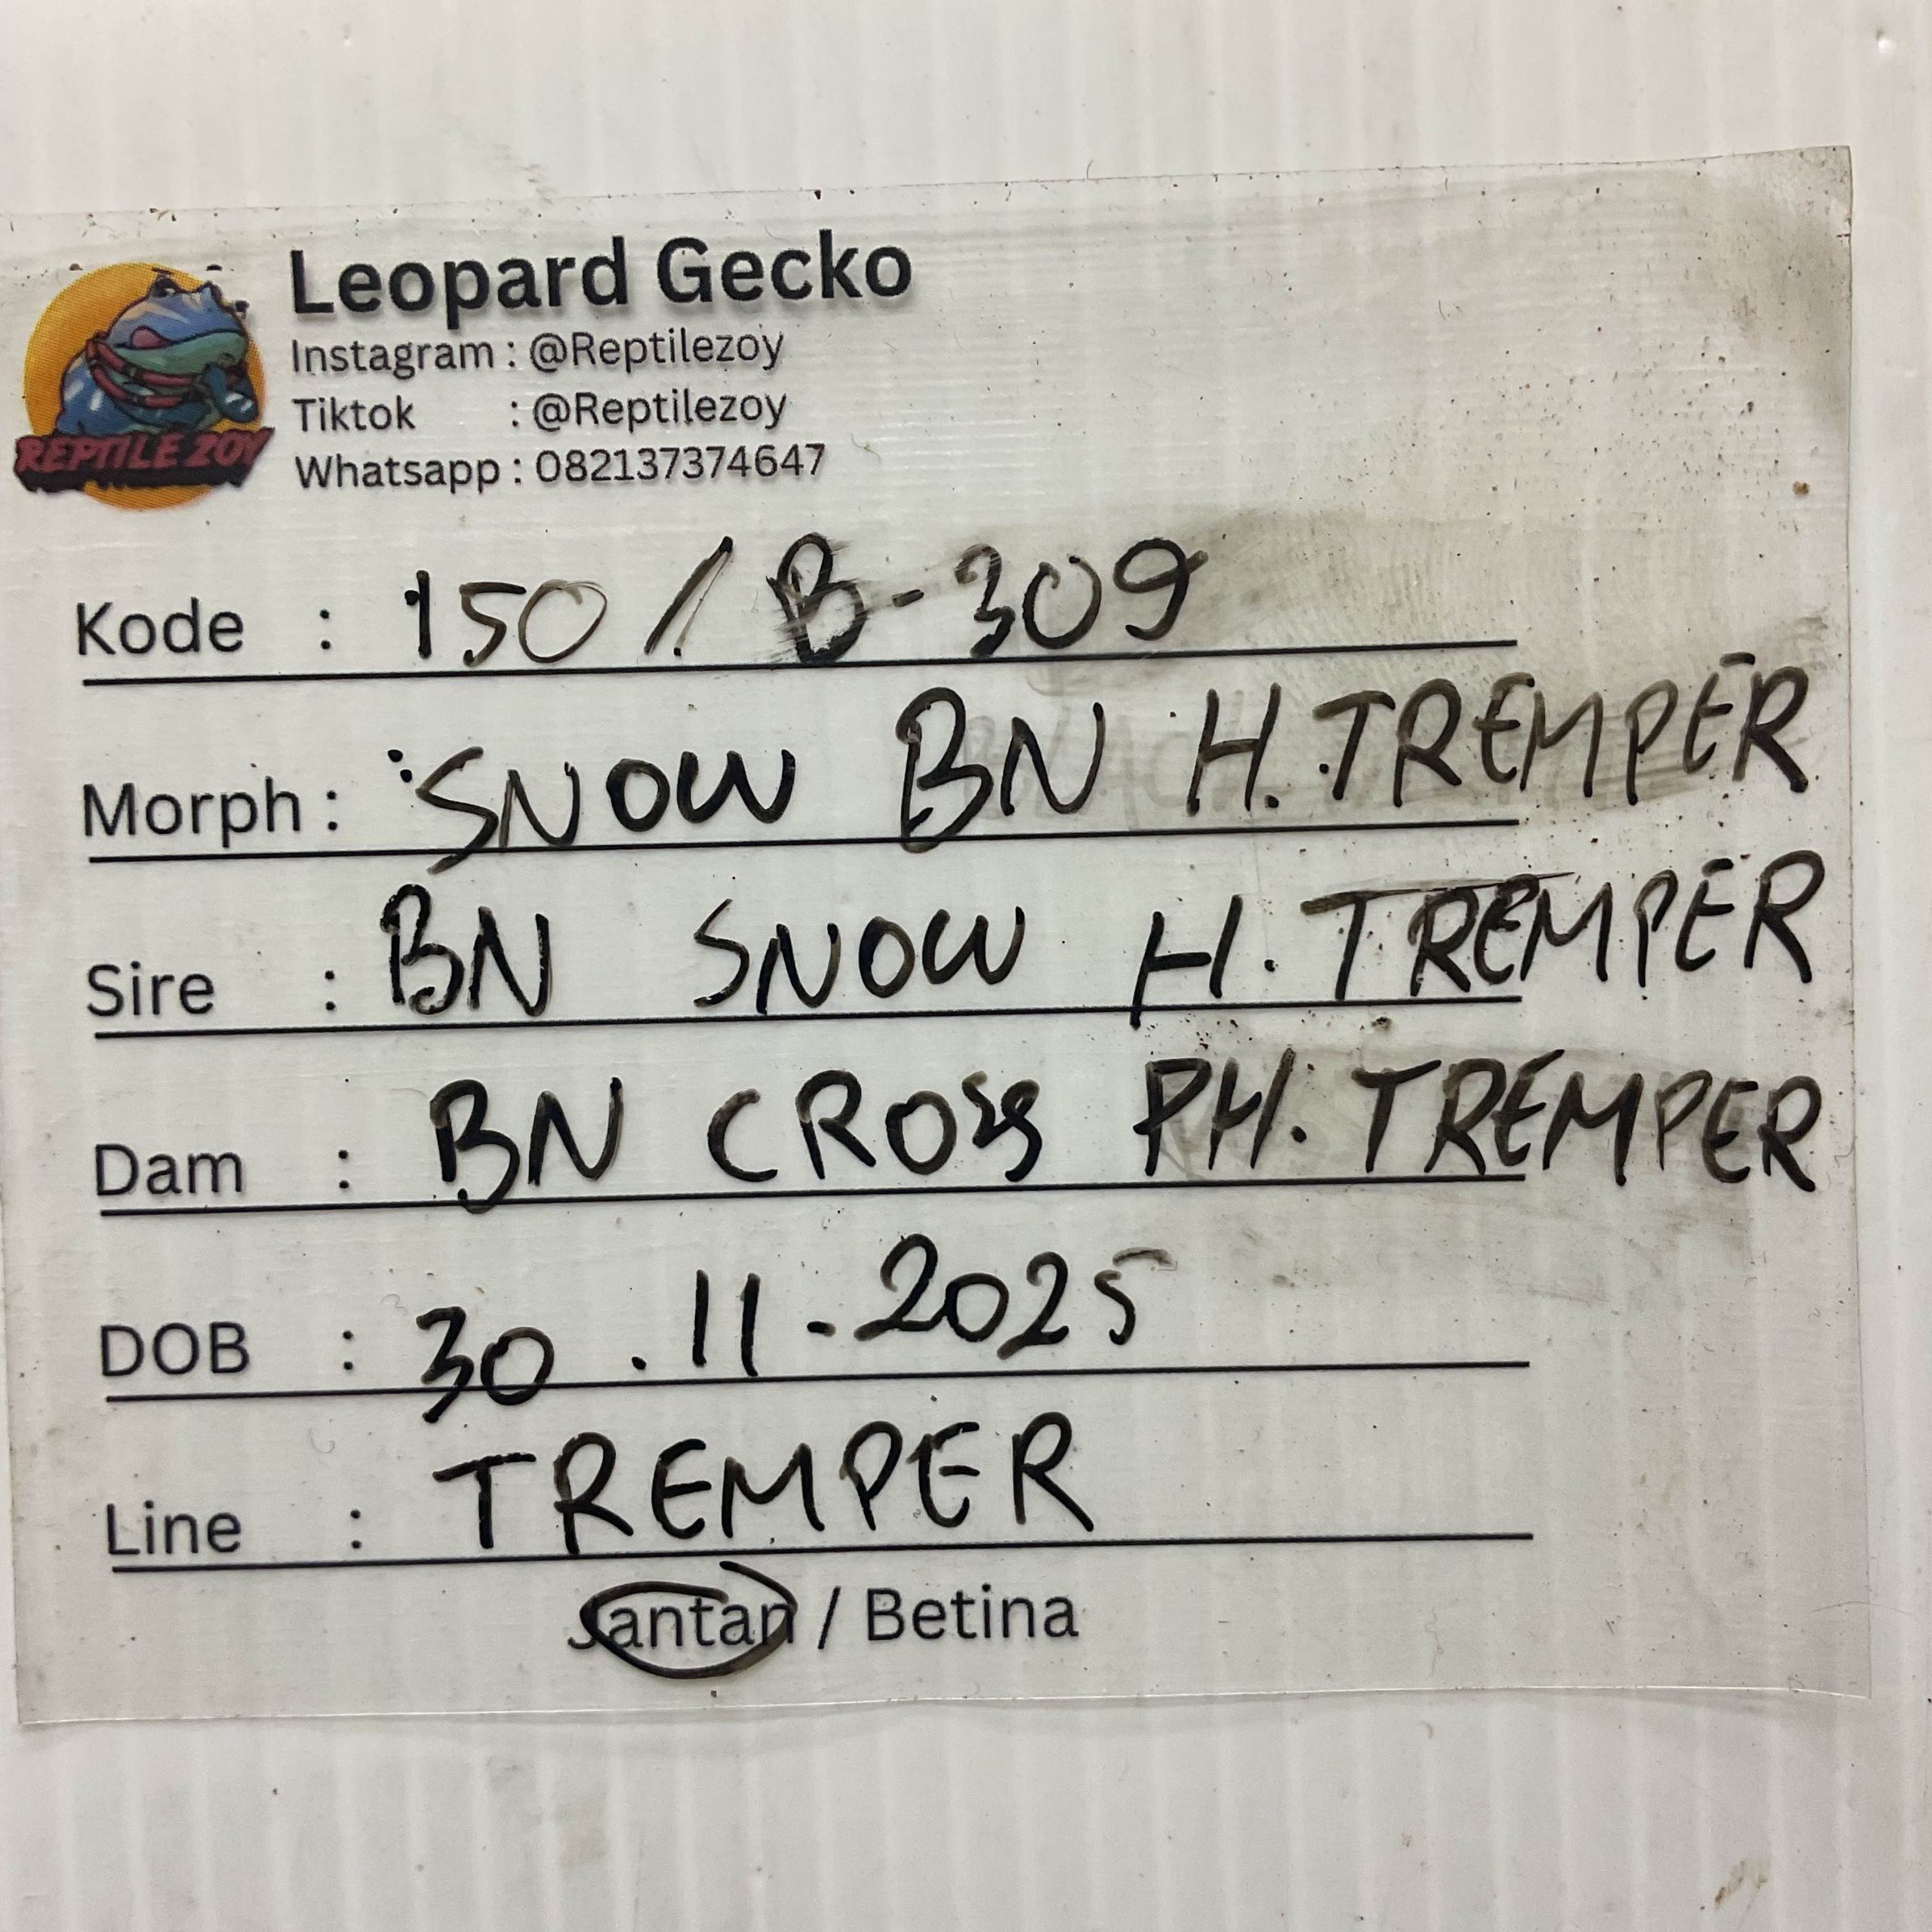 Leopard Gecko
Instagram : @Reptilezoy
Tiktok : @Reptilezoy
Whatsapp : 082137374647
REPTILE ZOY
Kode : 150 / B-309
Morph : SNOW BN H.TREMPER
Sire : BN SNOW H.TREMPER
Dam : BN CROSS PH.TREMPER
DOB : 30.11-2025
Line : TREMPER
Jantan / Betina